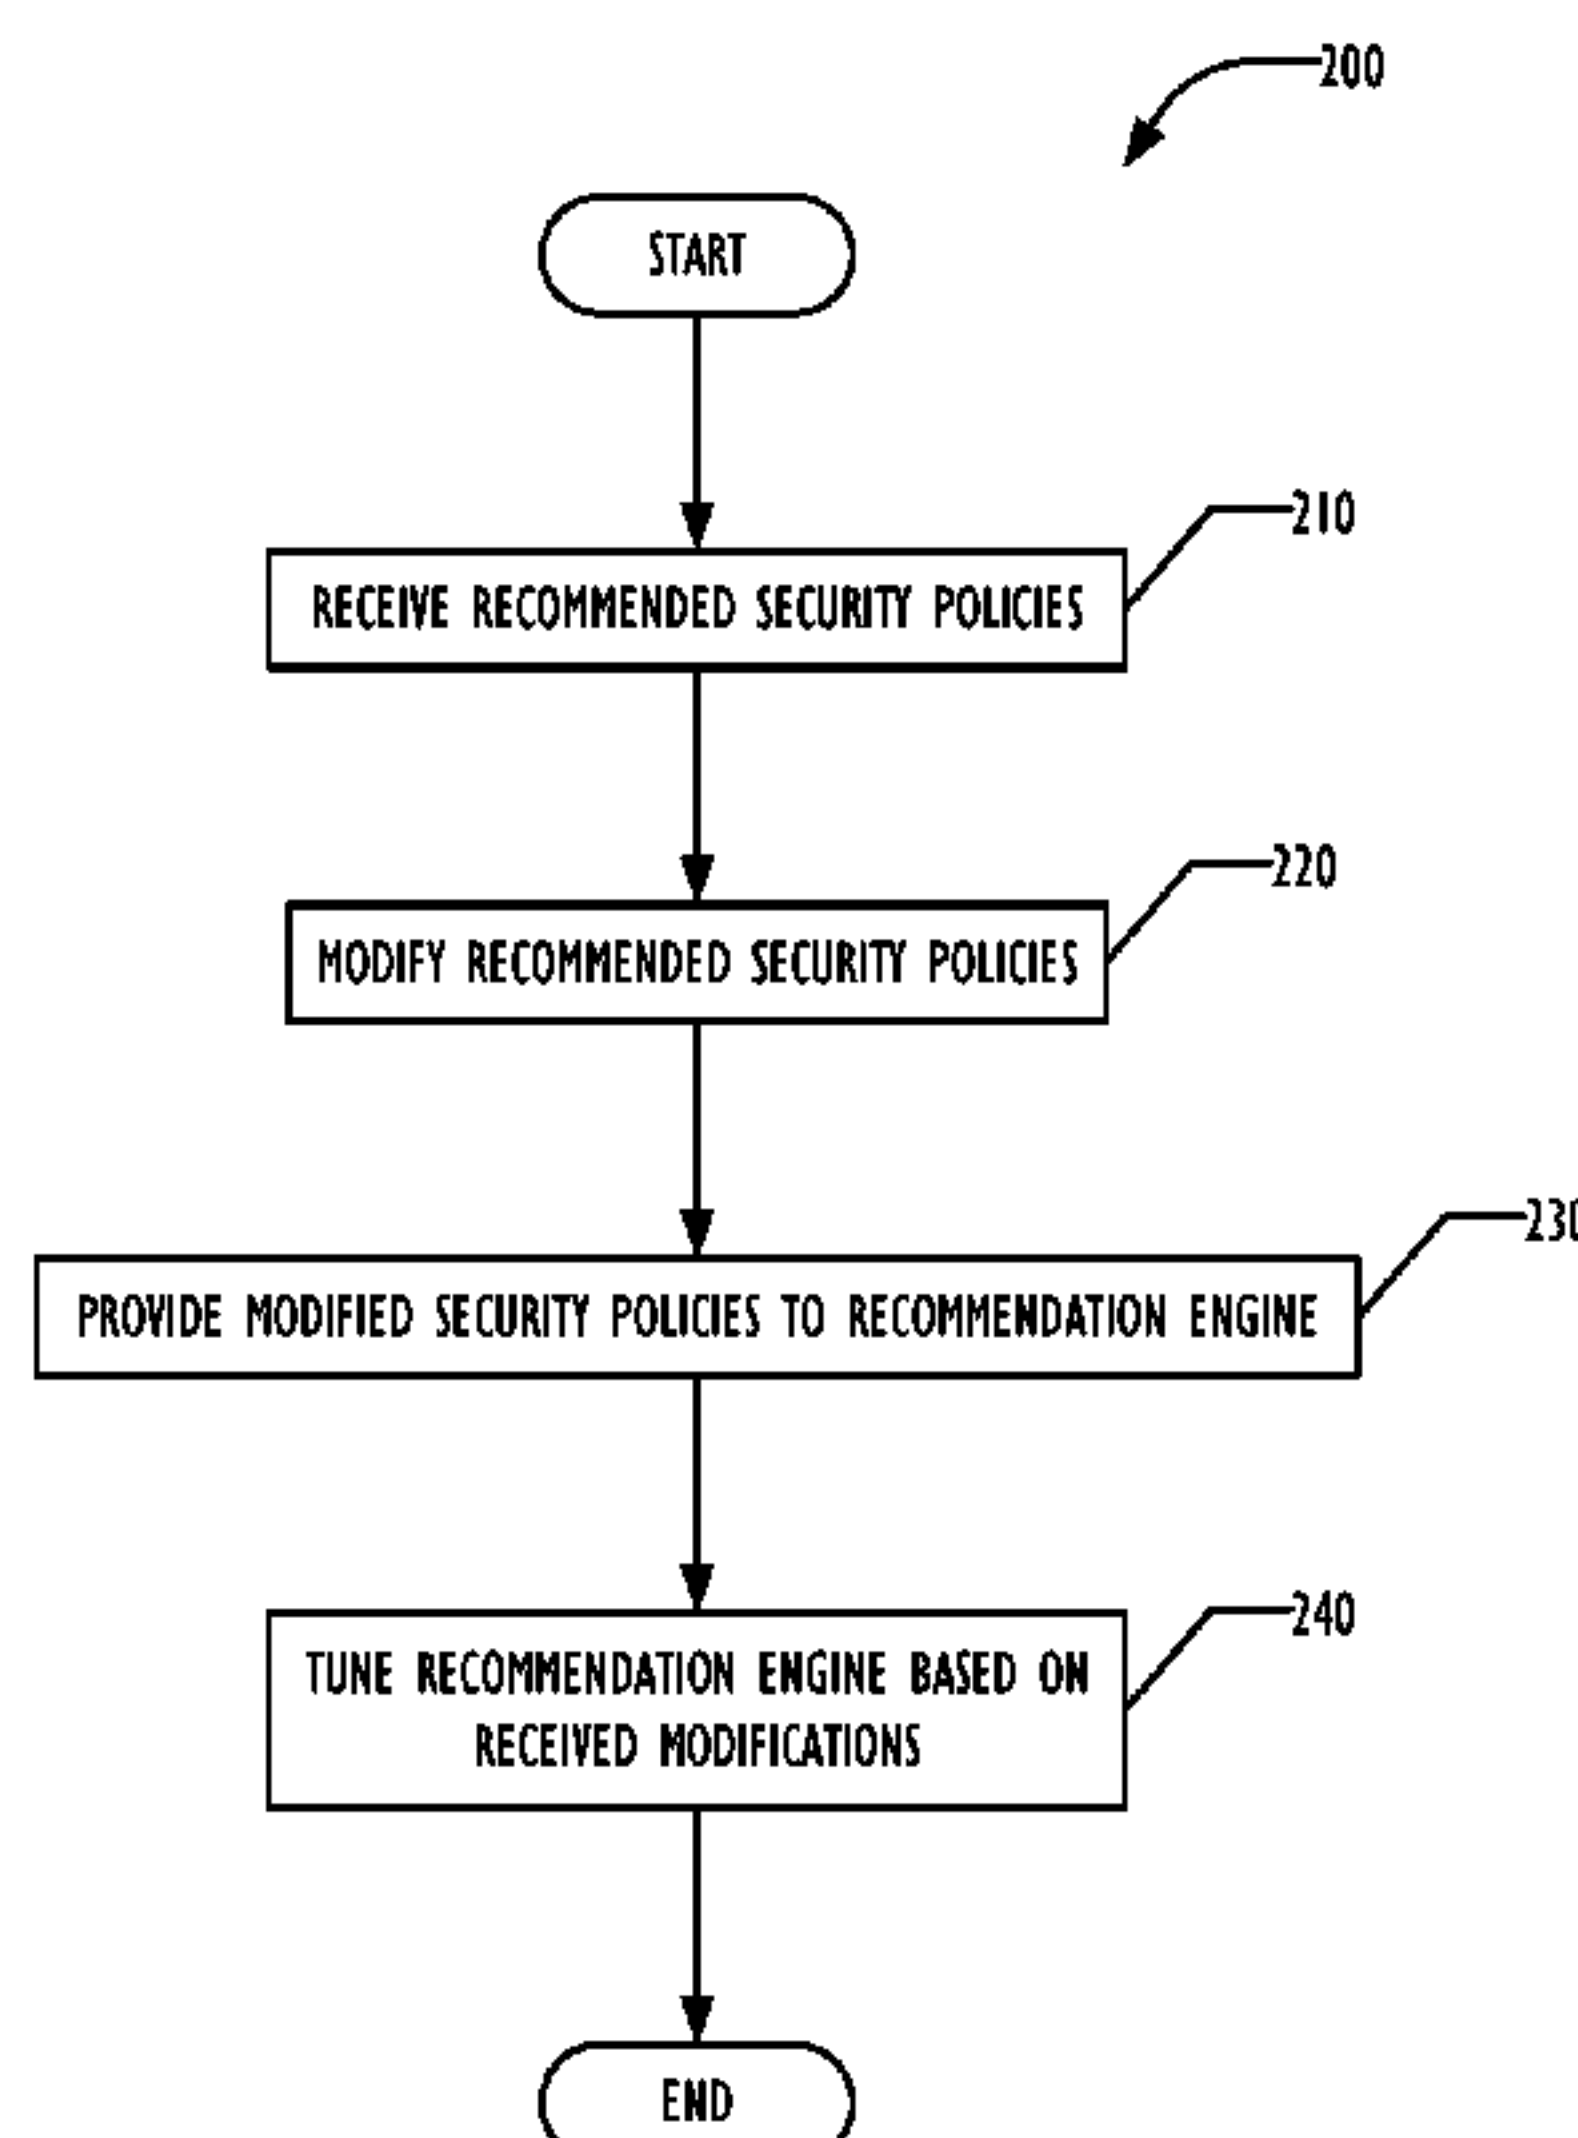 200
START
210
RECEIVE RECOMMENDED SECURITY POLICIES
220
MODIFY RECOMMENDED SECURITY POLICIES
230
PROVIDE MODIFIED SECURITY POLICIES TO RECOMMENDATION ENGINE
240
TUNE RECOMMENDATION ENGINE BASED ON
RECEIVED MODIFICATIONS
END